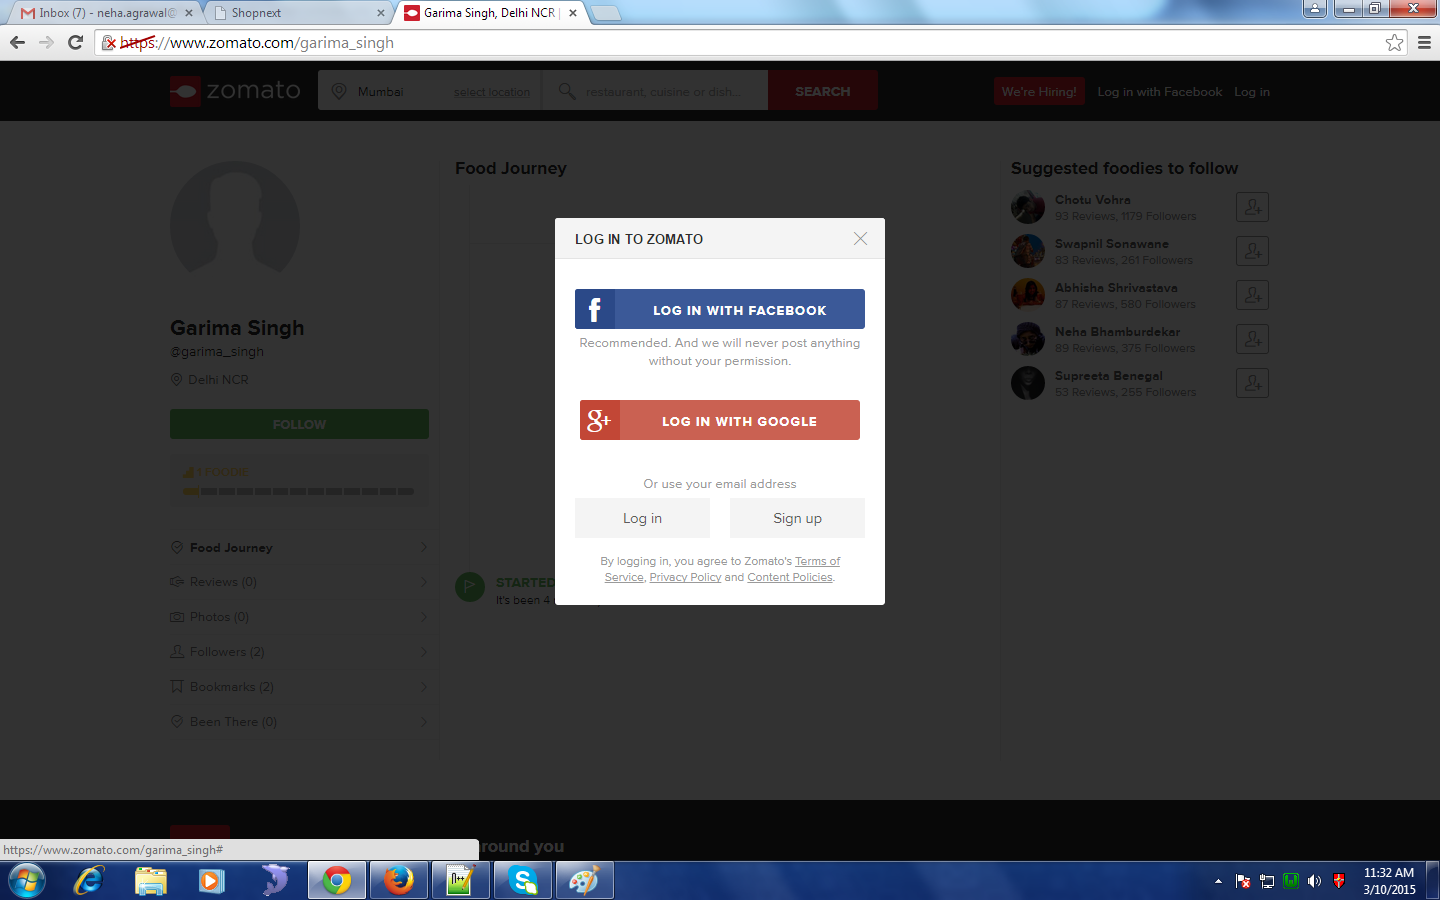 Inbox (7) - neha.agrawal@
Shopnext
Garima Singh, Delhi NCR |
https://www.zomato.com/garima_singh
zomato
Mumbai
select location
restaurant, cuisine or dish...
SEARCH
We're Hiring!
Log in with Facebook
Log in
Garima Singh
@garima_singh
Delhi NCR
FOLLOW
1 FOODIE
Food Journey
Reviews (0)
Photos (0)
Followers (2)
Bookmarks (2)
Been There (0)
Food Journey
STARTED
It's been 4
LOG IN TO ZOMATO
f LOG IN WITH FACEBOOK
Recommended. And we will never post anything
without your permission.
g+ LOG IN WITH GOOGLE
Or use your email address
Log in
Sign up
By logging in, you agree to Zomato's Terms of
Service, Privacy Policy and Content Policies.
Suggested foodies to follow
Chotu Vohra
93 Reviews, 1179 Followers
Swapnil Sonawane
83 Reviews, 261 Followers
Abhisha Shrivastava
87 Reviews, 580 Followers
Neha Bhamburdekar
89 Reviews, 375 Followers
Supreeta Benegal
53 Reviews, 255 Followers
round you
https://www.zomato.com/garima_singh#
11:32 AM
3/10/2015